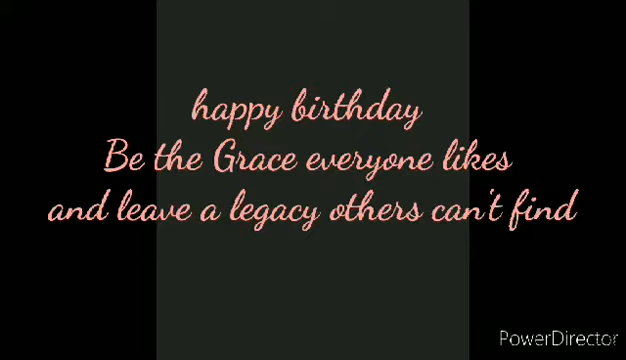 happy birthday
Be the Grace everyone likes
and leave a legacy others can't find
PowerDirector